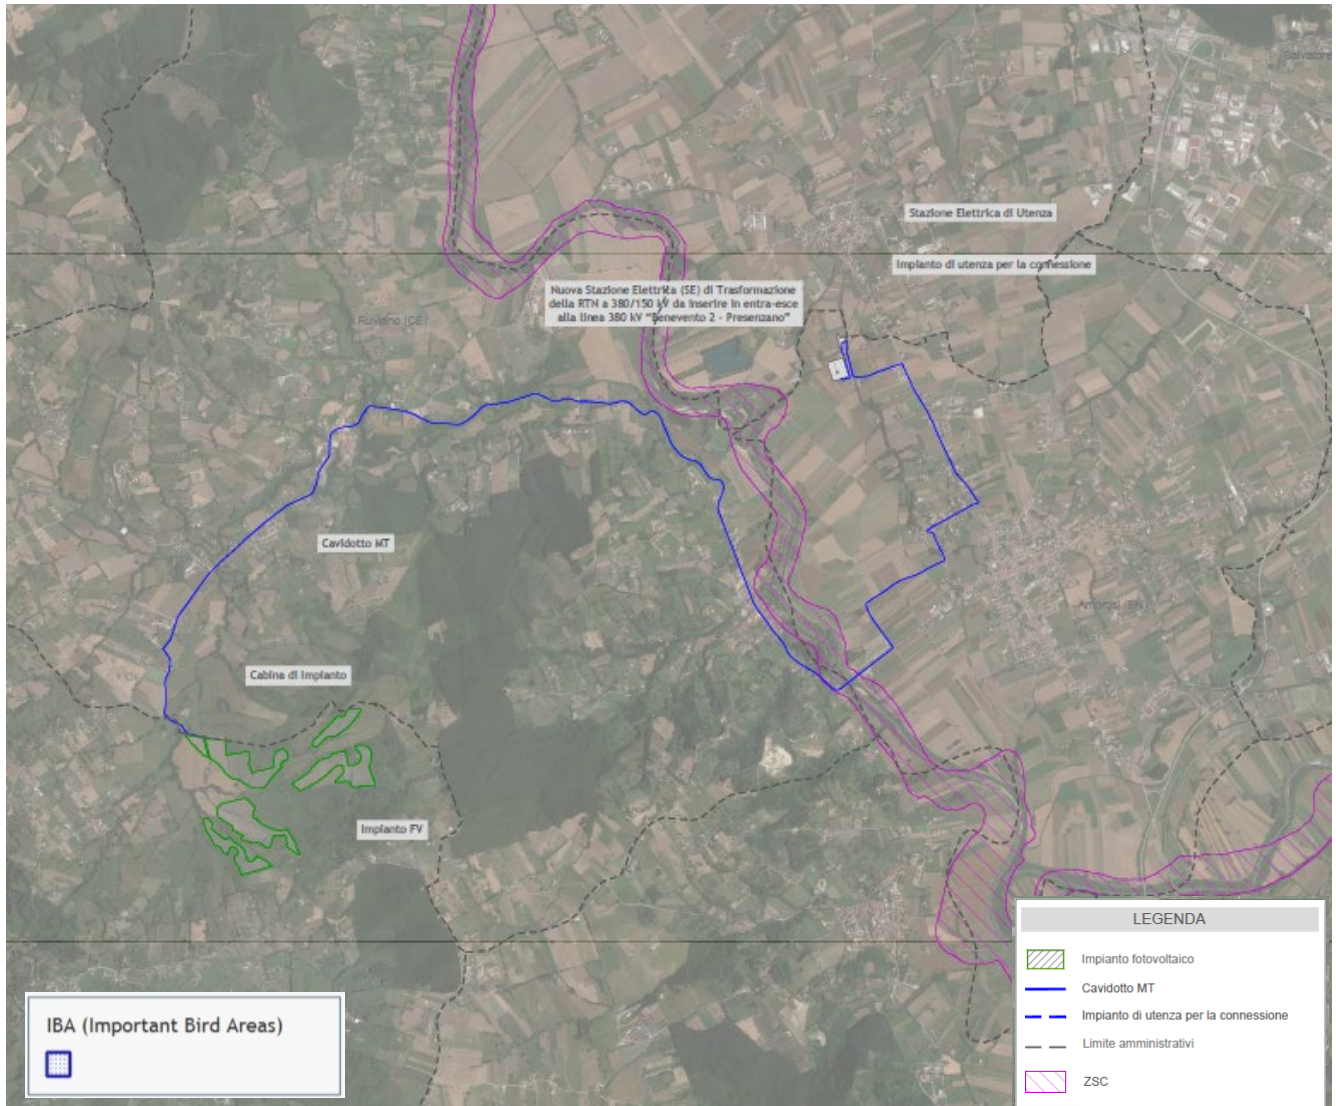 Salvatore
Stazione Elettrica di Utenza
Impianto di utenza per la connessione
Nuova Stazione Elettrica (SE) di Trasformazione
della RTN a 380/150 kV da inserire in entra-esce
alla linea 380 kV “Benevento 2 - Presenzano”
Ruviano (CE)
Cavidotto MT
Amorosi (BN)
Cabina di Impianto
Impianto FV
LEGENDA
Impianto fotovoltaico
Cavidotto MT
Impianto di utenza per la connessione
Limite amministrativi
ZSC
IBA (Important Bird Areas)